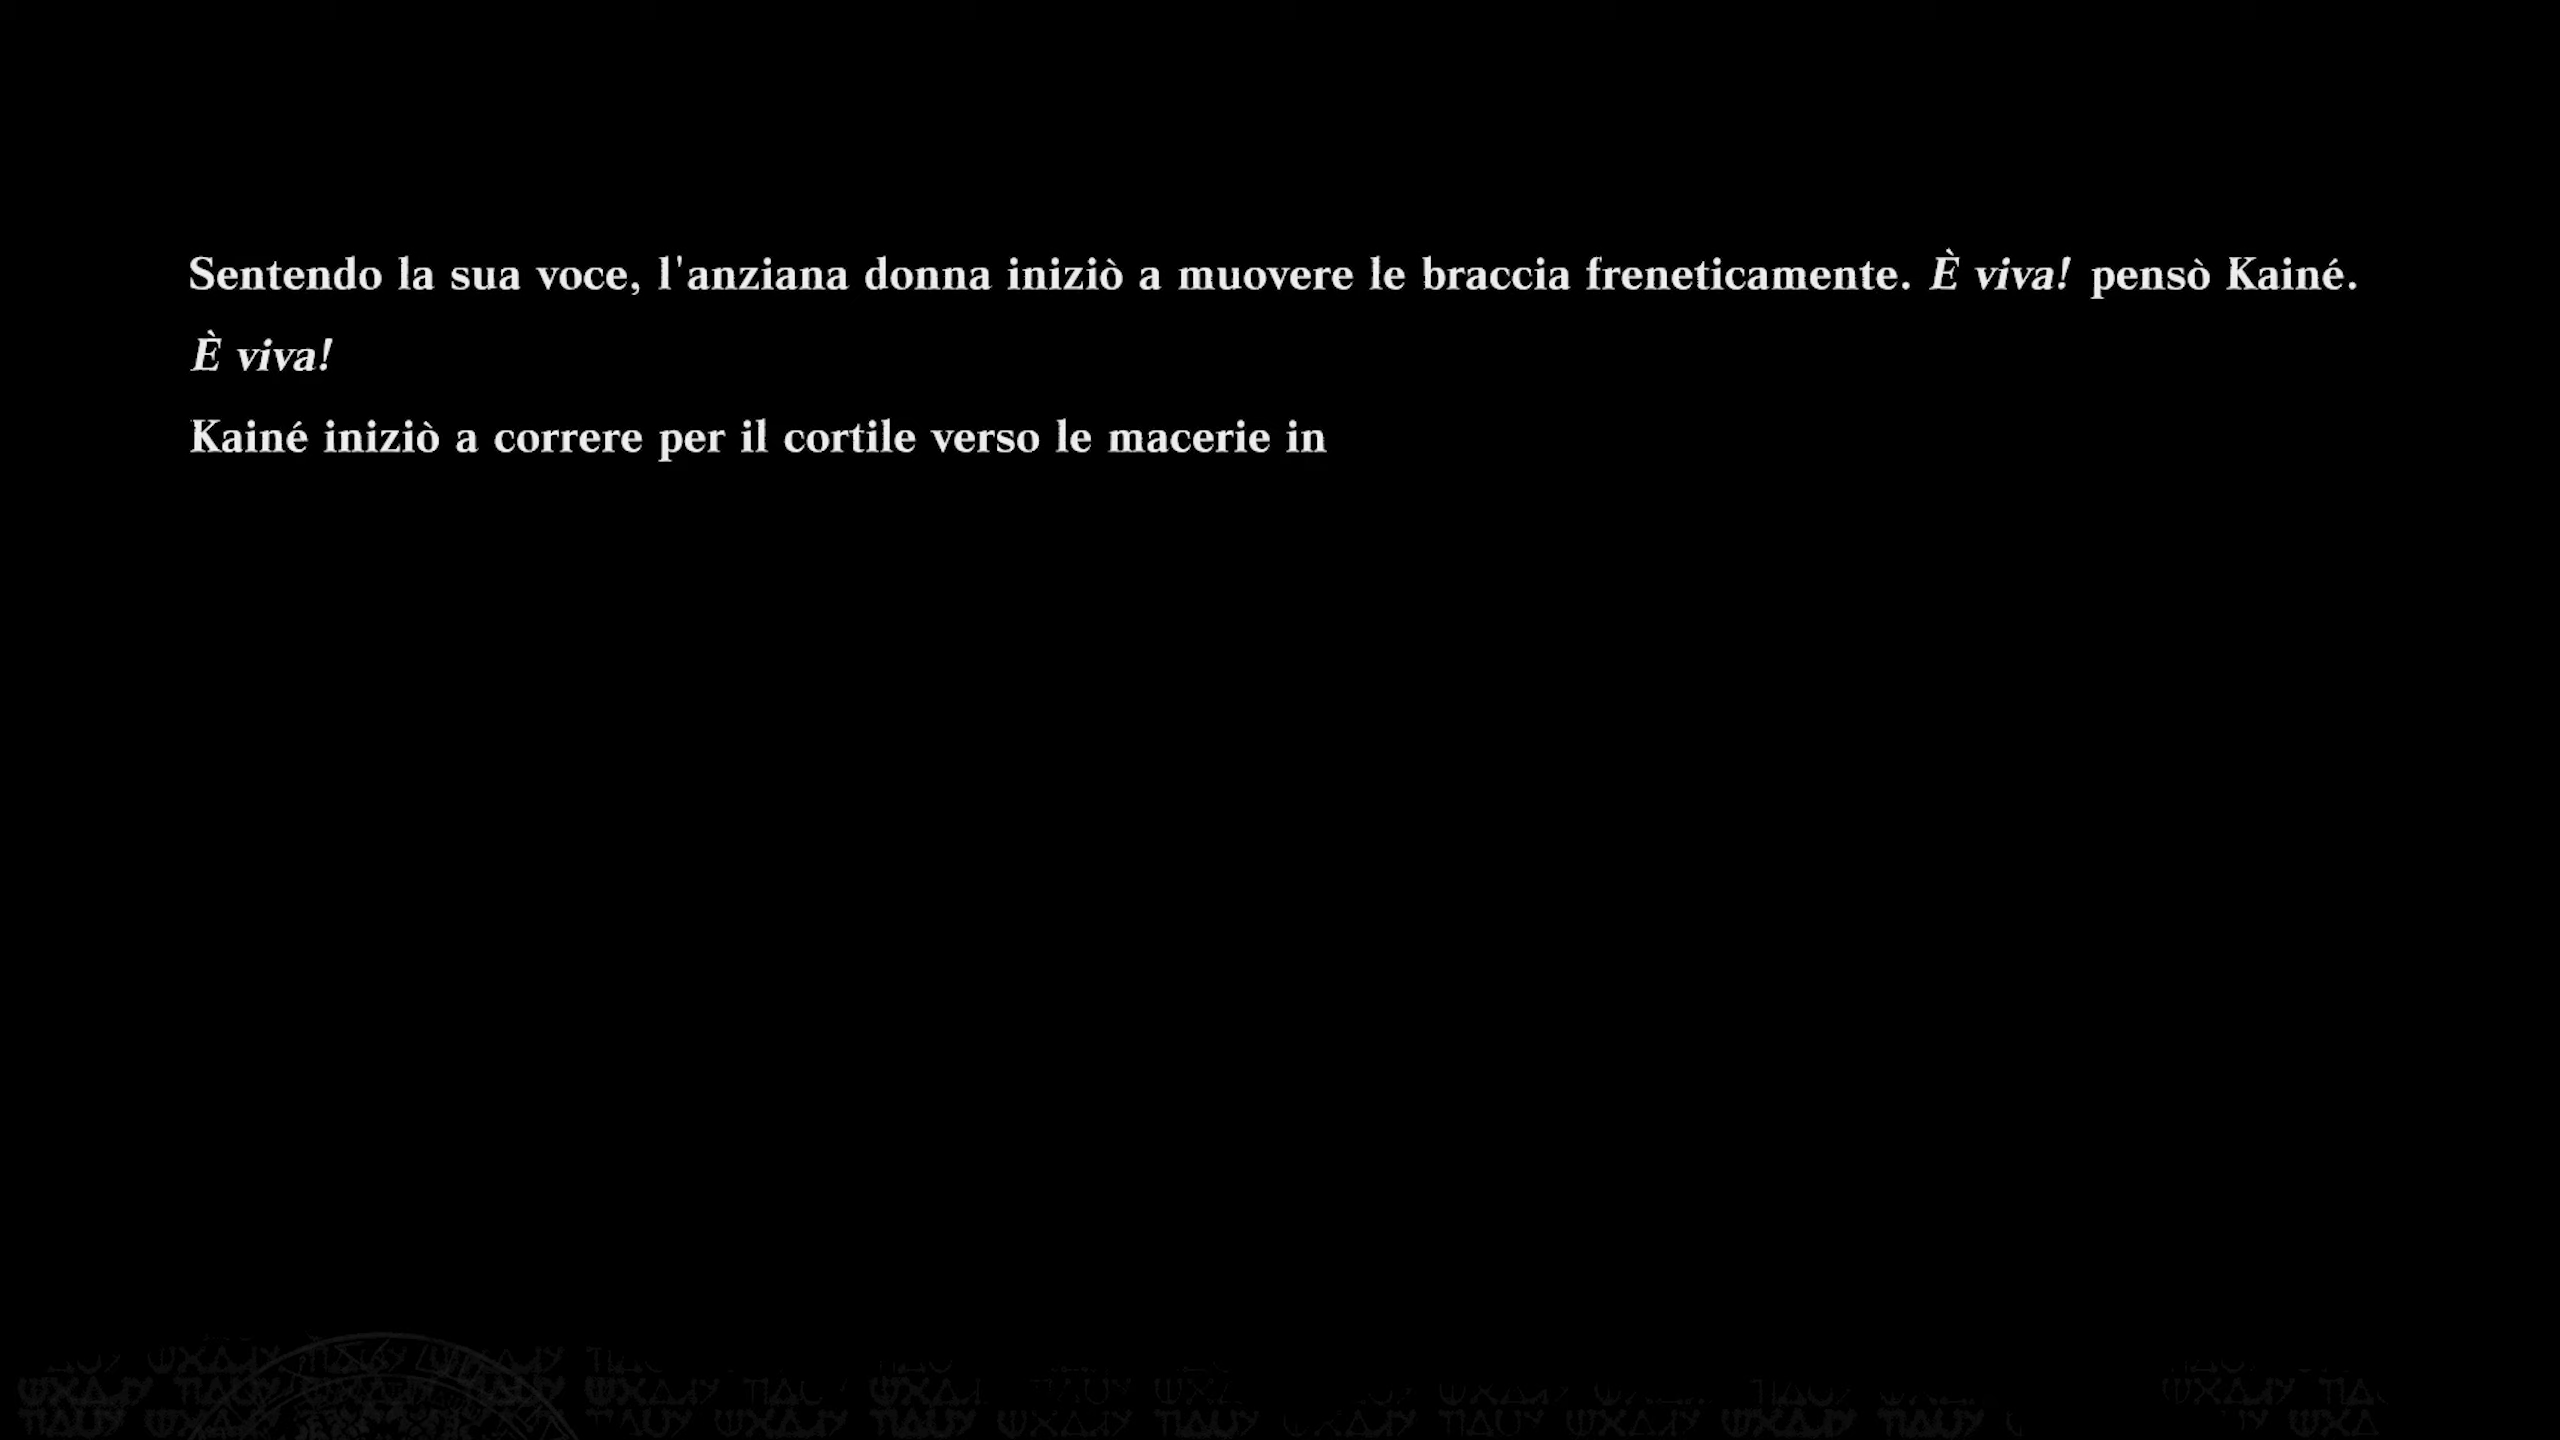 Sentendo la sua voce, l'anziana donna iniziò a muovere le braccia freneticamente. È viva! pensò Kainé.
È viva!
Kainé iniziò a correre per il cortile verso le macerie in